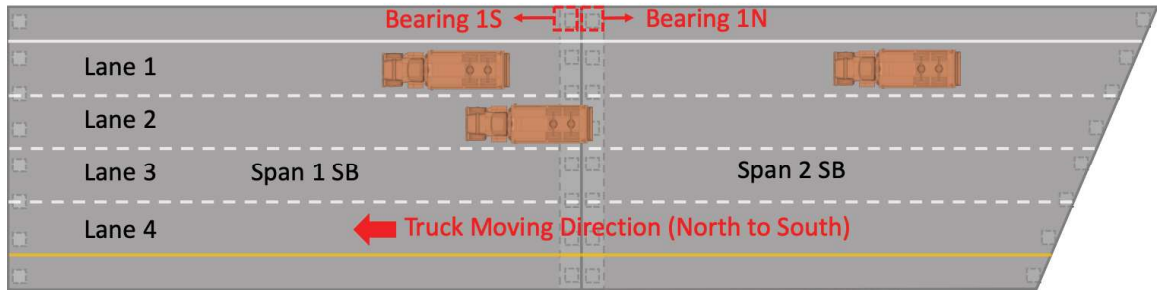 Bearing 1S
Bearing 1N
Lane 1
Lane 2
Lane 3
Span 1 SB
Span 2 SB
Lane 4
Truck Moving Direction (North to South)